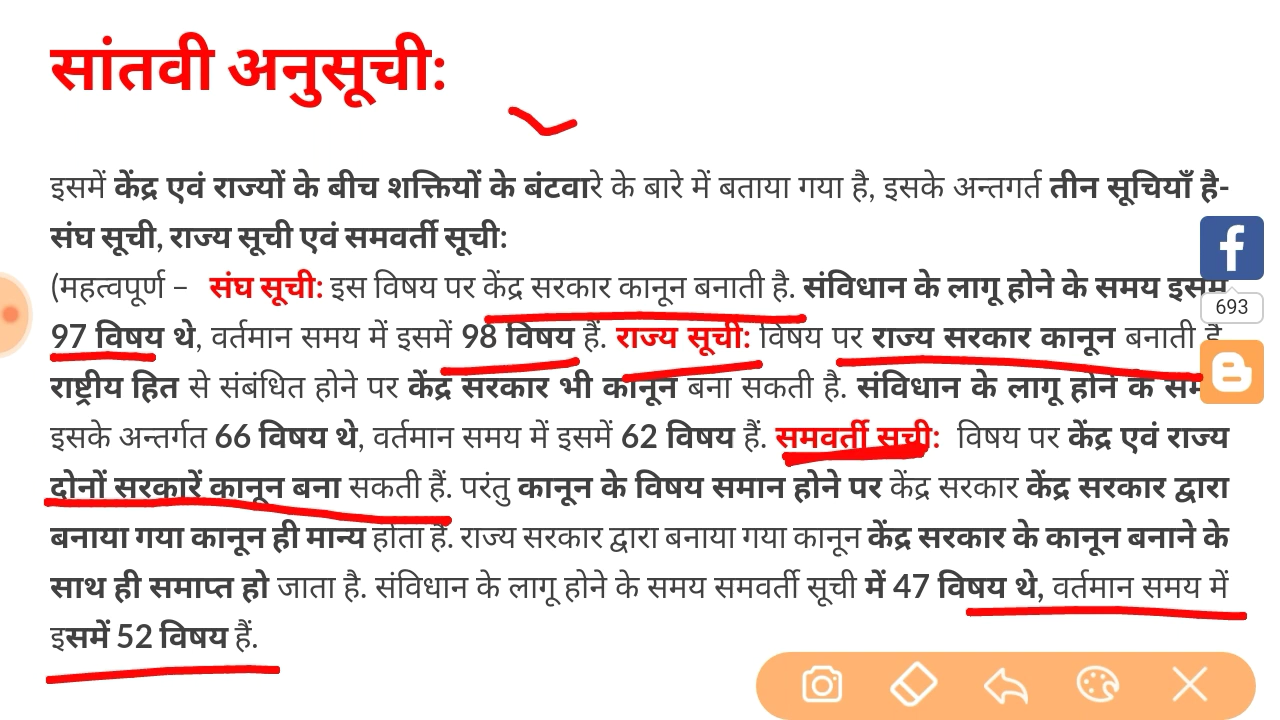 सांतवी अनुसूची:
इसमें केंद्र एवं राज्यों के बीच शक्तियों के बंटवारे के बारे में बताया गया है, इसके अन्तगर्त तीन सूचियाँ है-
संघ सूची, राज्य सूची एवं समवर्ती सूची:
(महत्वपूर्ण – संघ सूची: इस विषय पर केंद्र सरकार कानून बनाती है. संविधान के लागू होने के समय इसमें
693
97 विषय थे, वर्तमान समय में इसमें 98 विषय हैं. राज्य सूची: विषय पर राज्य सरकार कानून बनाती है.
राष्ट्रीय हित से संबंधित होने पर केंद्र सरकार भी कानून बना सकती है. संविधान के लागू होने के समय
इसके अन्तर्गत 66 विषय थे, वर्तमान समय में इसमें 62 विषय हैं. समवर्ती सूची: विषय पर केंद्र एवं राज्य
दोनों सरकारें कानून बना सकती हैं. परंतु कानून के विषय समान होने पर केंद्र सरकार केंद्र सरकार द्वारा
बनाया गया कानून ही मान्य होता है. राज्य सरकार द्वारा बनाया गया कानून केंद्र सरकार के कानून बनाने के
साथ ही समाप्त हो जाता है. संविधान के लागू होने के समय समवर्ती सूची में 47 विषय थे, वर्तमान समय में
इसमें 52 विषय हैं.